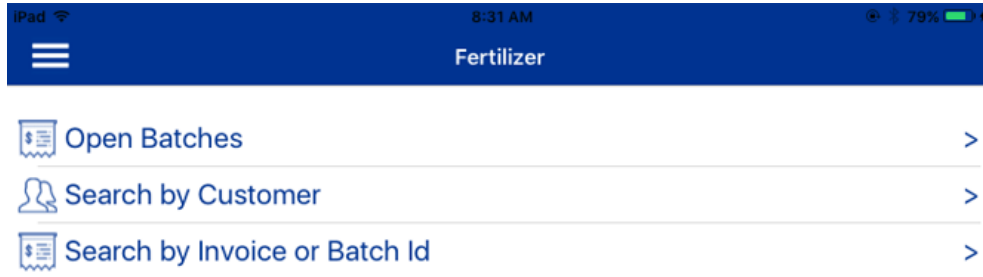 iPad 8:31 AM 79%
Fertilizer
$ Open Batches >
Search by Customer >
$ Search by Invoice or Batch Id >